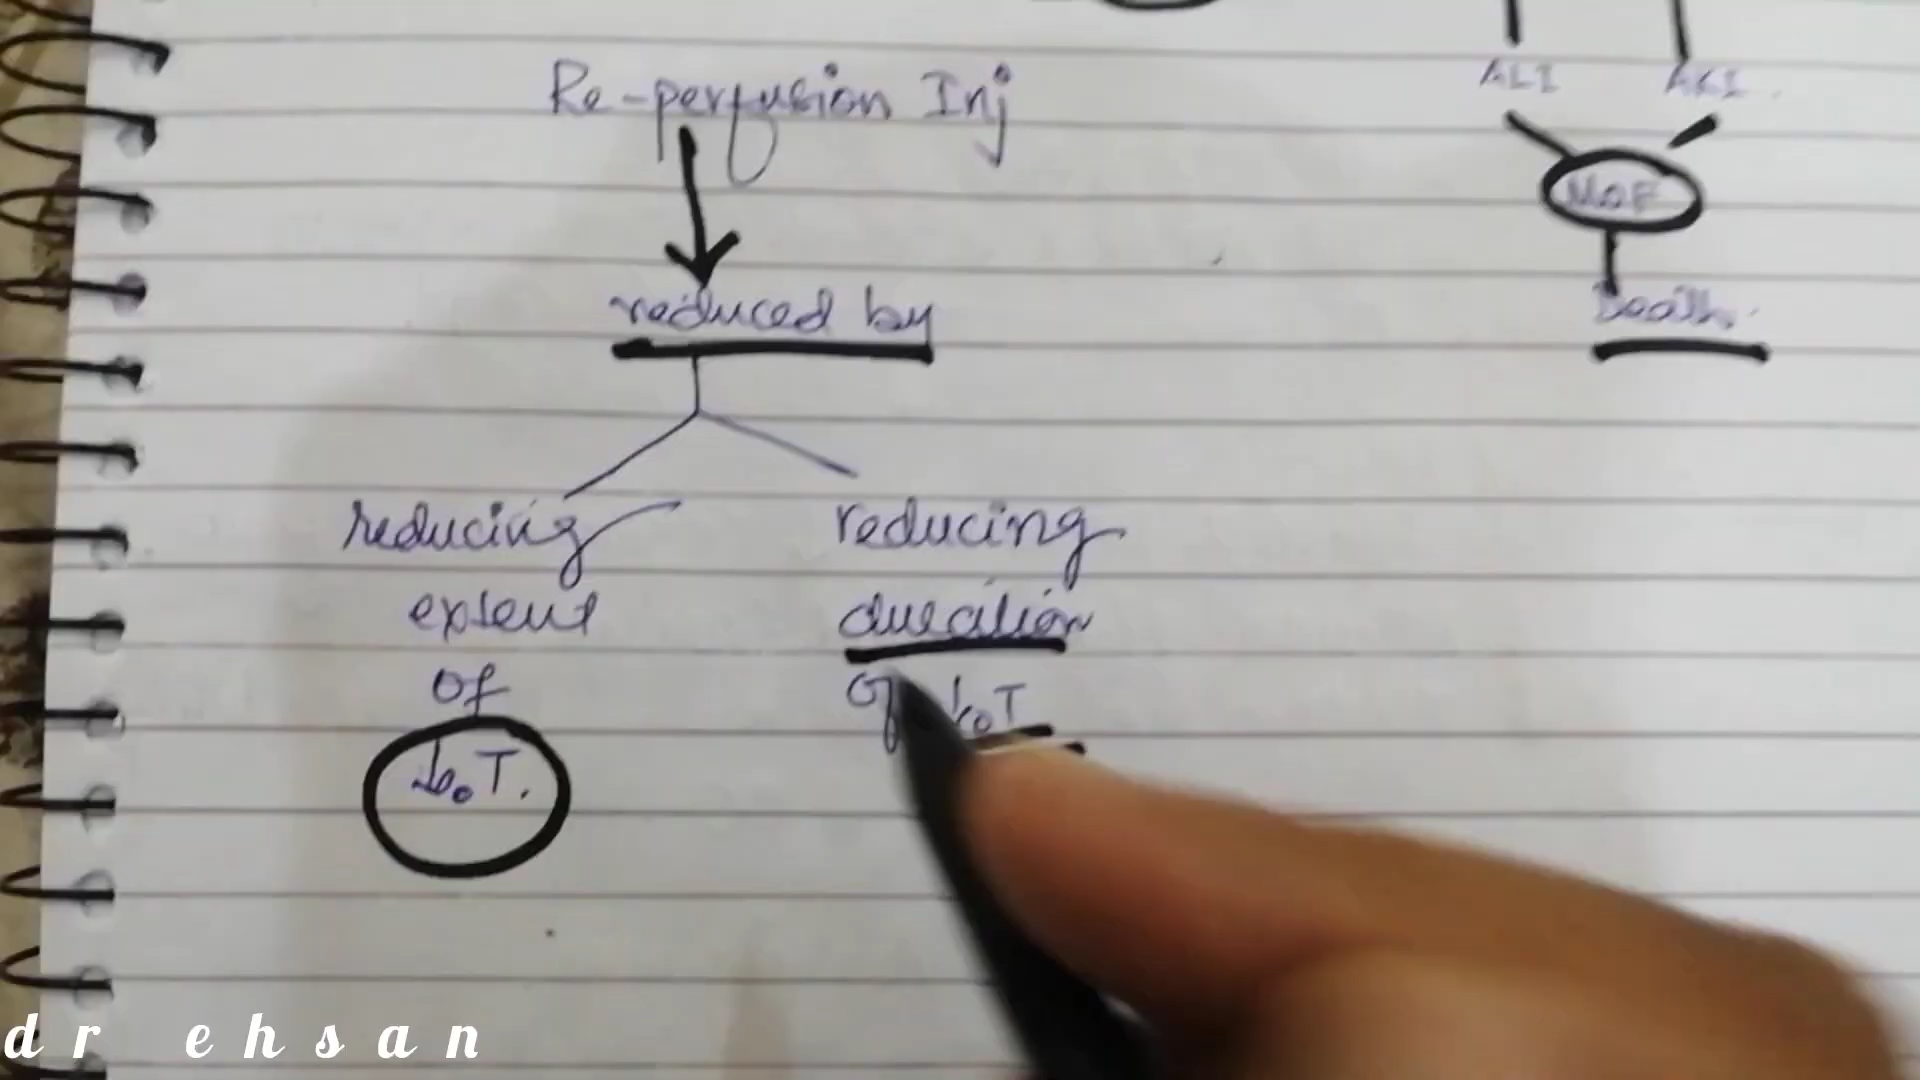 Re-perfusion Inj
ALI AKI.
MOF
Death.
reduced by
reducing
extent
of
reducing
duration
of
dr ehsan